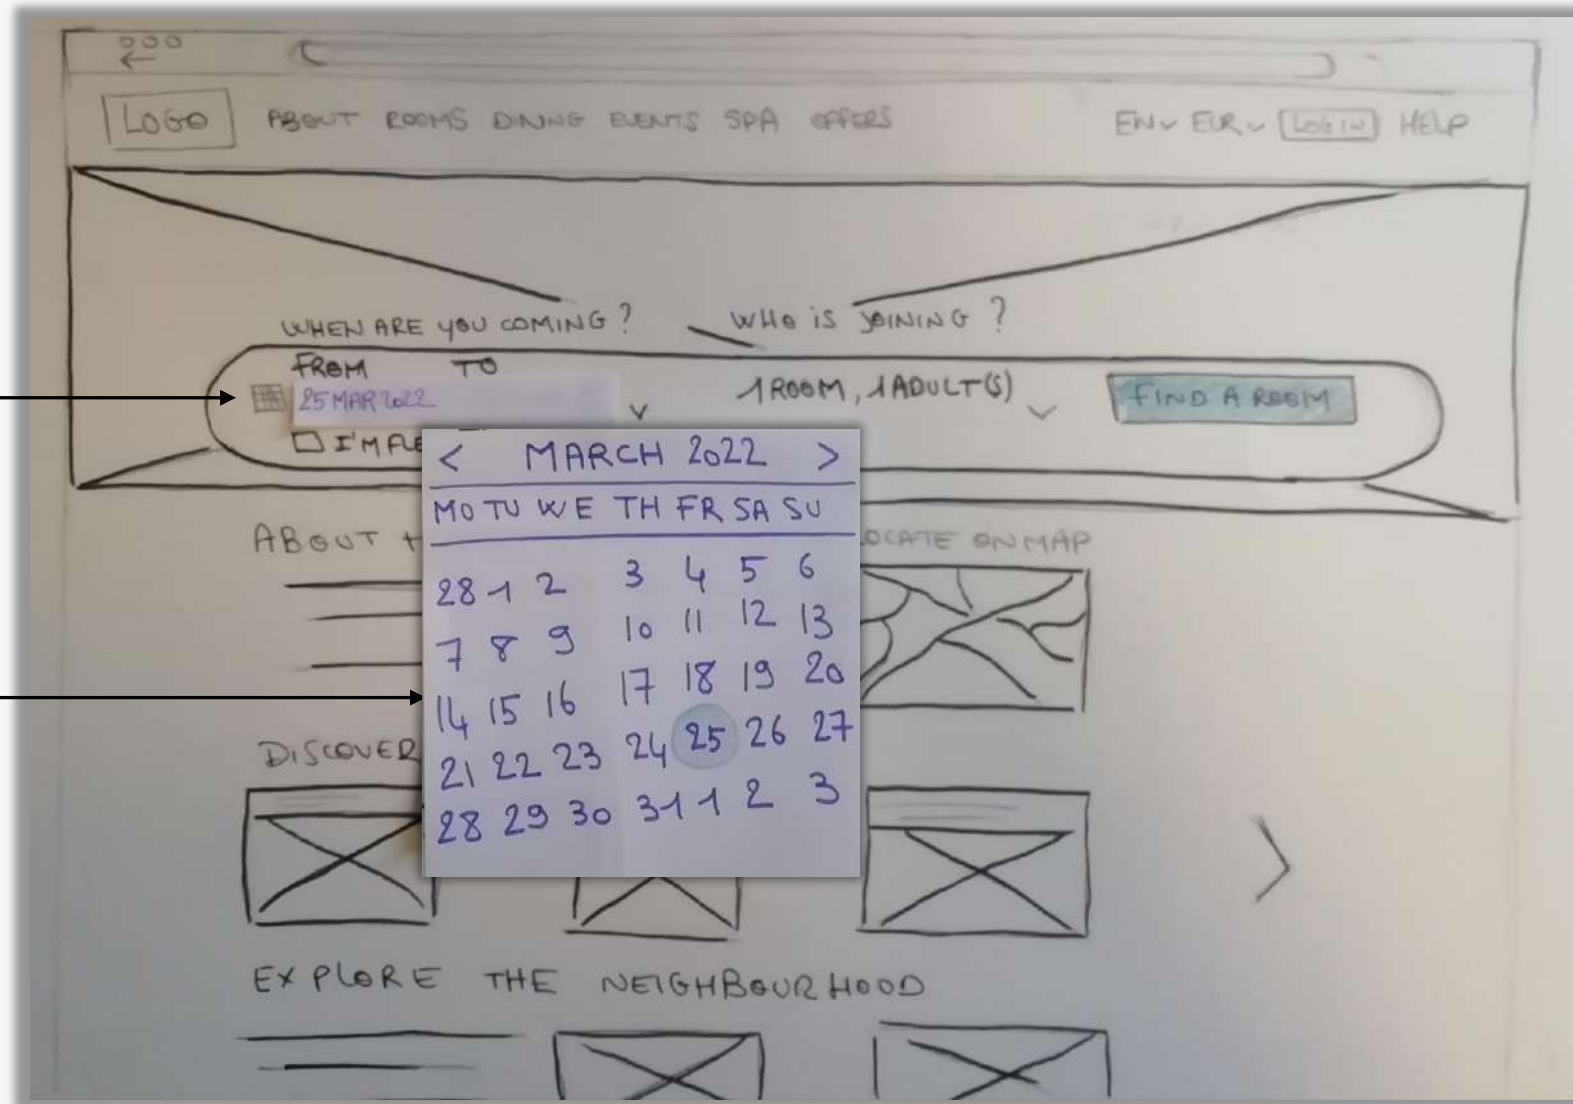 LOGO ABOUT ROOMS DINING EVENTS SPA OFFERS EN EUR LOG IN HELP
WHEN ARE YOU COMING? WHO IS JOINING?
FROM TO
25 MAR 2022 1 ROOM, 1 ADULT(S) FIND A ROOM
I'M FLE
< MARCH 2022 >
MO TU WE TH FR SA SU
28 1 2 3 4 5 6
7 8 9 10 11 12 13
14 15 16 17 18 19 20
21 22 23 24 25 26 27
28 29 30 31 1 2 3
ABOUT OCATE ON MAP
DISCOVER
EXPLORE THE NEIGHBOURHOOD